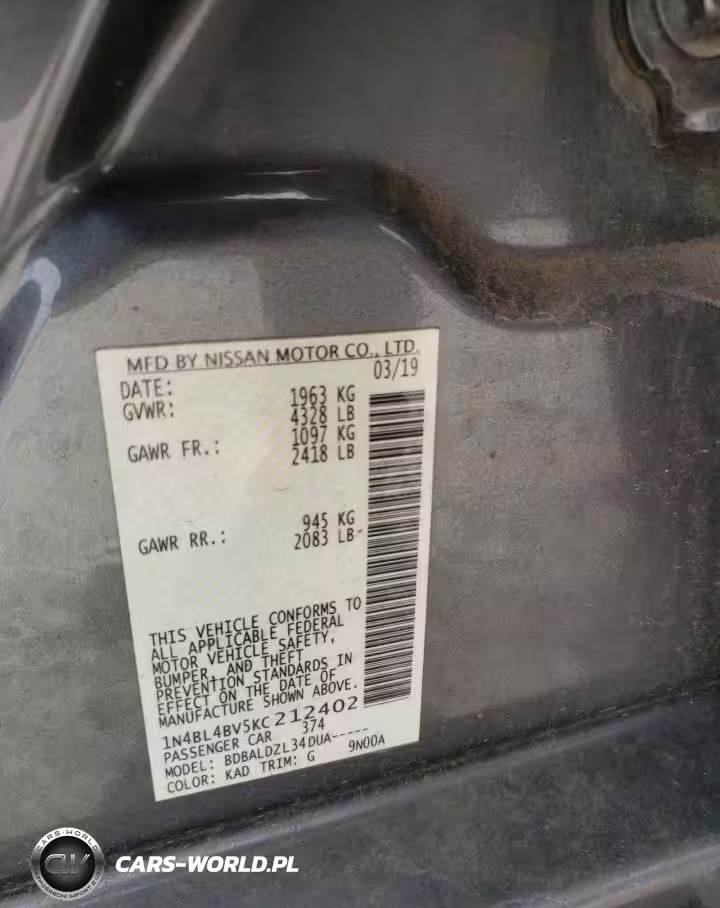 MFD BY NISSAN MOTOR CO., LTD.
DATE: 03/19
GVWR: 1963 KG
4328 LB
GAWR FR.: 1097 KG
2418 LB
GAWR RR.: 945 KG
2083 LB
THIS VEHICLE CONFORMS TO
ALL APPLICABLE FEDERAL
MOTOR VEHICLE SAFETY,
BUMPER, AND THEFT
PREVENTION STANDARDS IN
EFFECT ON THE DATE OF
MANUFACTURE SHOWN ABOVE.
1N4BL4BV5KC212402
PASSENGER CAR 374
MODEL: BDBALDZL34DUA-----
COLOR: KAD TRIM: G 9N00A
CARS-WORLD
CARS-WORLD.PL